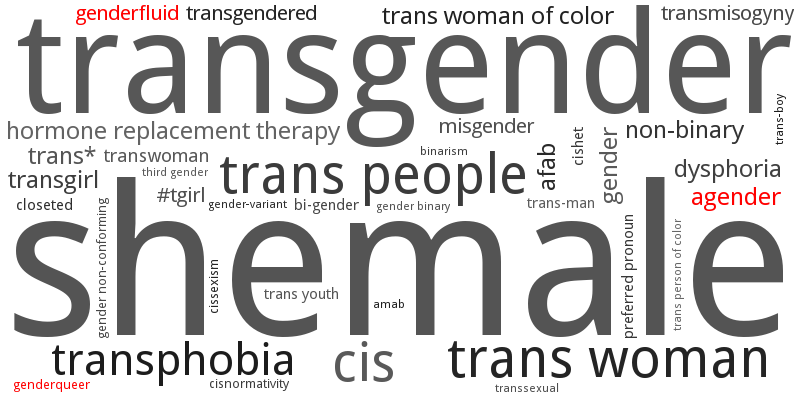 genderfluid
transgendered
trans woman of color
transmisogyny
transgender
trans-boy
hormone replacement therapy
misgender
cishet
gender
non-binary
trans*
transwoman
binarism
afab
third gender
trans people
dysphoria
transgirl
#tgirl
agender
closeted
gender-variant
bi-gender
gender binary
trans-man
shemale
gender non-conforming
cissexism
trans youth
amab
preferred pronoun
trans person of color
transphobia
cis
trans woman
genderqueer
cisnormativity
transsexual